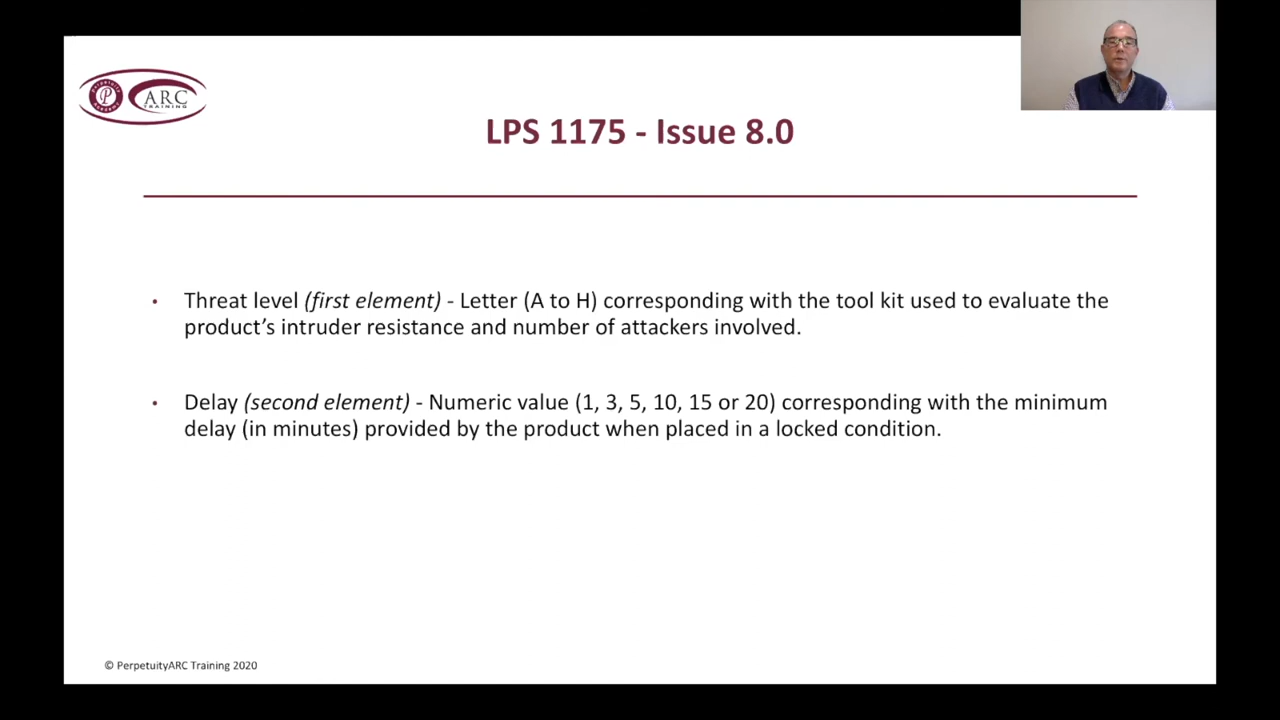 ARC
TRAINING
LPS 1175 - Issue 8.0
• Threat level (first element) - Letter (A to H) corresponding with the tool kit used to evaluate the
product’s intruder resistance and number of attackers involved.
• Delay (second element) - Numeric value (1, 3, 5, 10, 15 or 20) corresponding with the minimum
delay (in minutes) provided by the product when placed in a locked condition.
© PerpetuityARC Training 2020